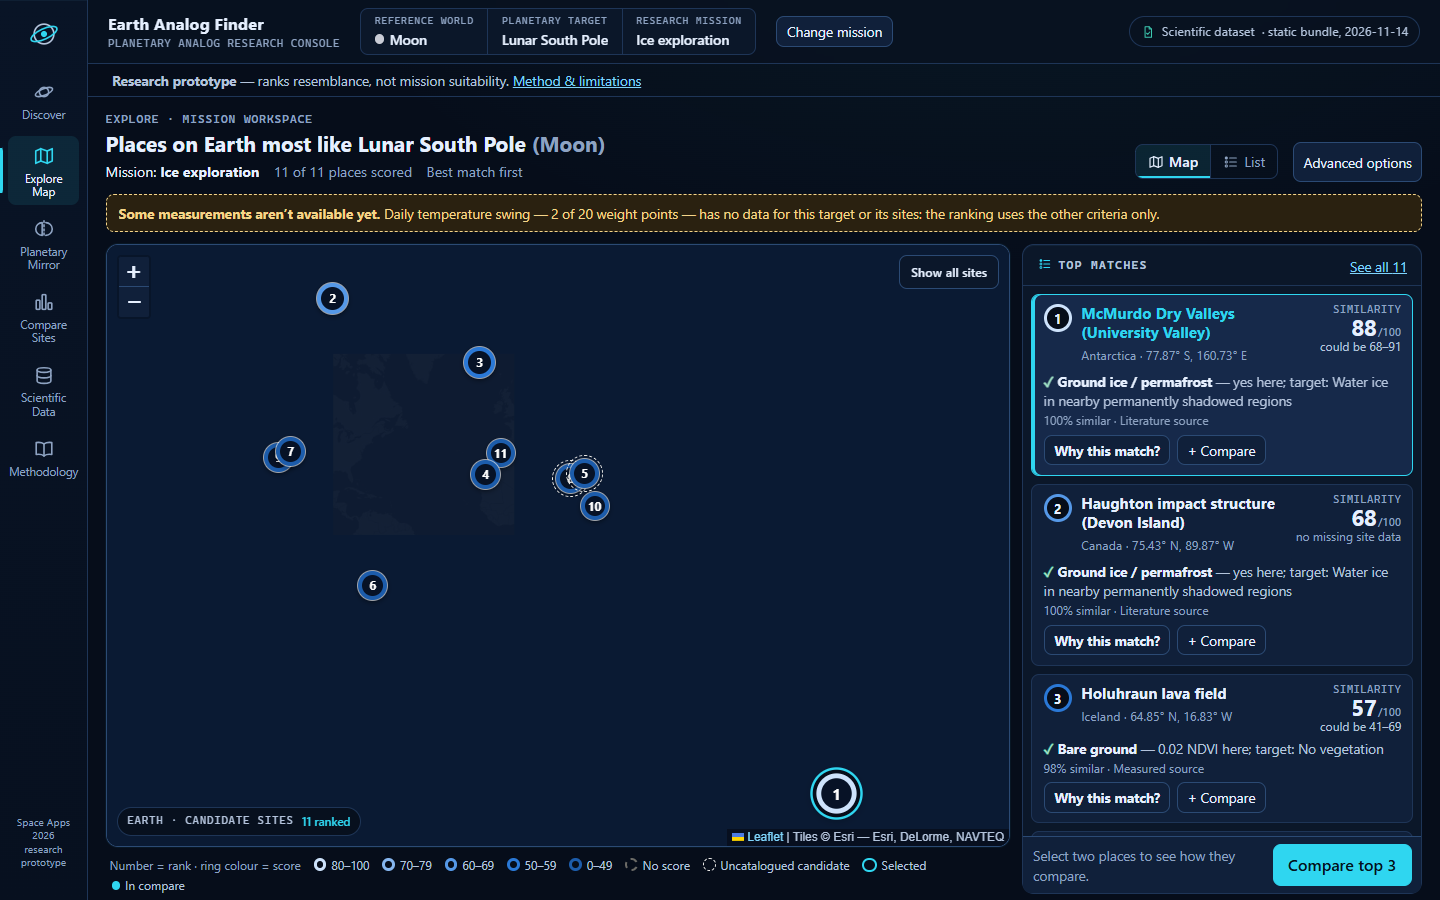 Earth Analog Finder
PLANETARY ANALOG RESEARCH CONSOLE
REFERENCE WORLD
Moon
PLANETARY TARGET
Lunar South Pole
RESEARCH MISSION
Ice exploration
Change mission
Scientific dataset · static bundle, 2026-11-14
Research prototype — ranks resemblance, not mission suitability. Method & limitations
Discover
Explore
Map
Planetary
Mirror
Compare
Sites
Scientific
Data
Methodology
Space Apps
2026
research
prototype
EXPLORE · MISSION WORKSPACE
Places on Earth most like Lunar South Pole (Moon)
Mission: Ice exploration 11 of 11 places scored Best match first
Map
List
Advanced options
Some measurements aren’t available yet. Daily temperature swing — 2 of 20 weight points — has no data for this target or its sites: the ranking uses the other criteria only.
+
−
Show all sites
2
3
7
11
4
5
10
6
1
EARTH · CANDIDATE SITES 11 ranked
Leaflet | Tiles © Esri — Esri, DeLorme, NAVTEQ
Number = rank · ring colour = score 80–100 70–79 60–69 50–59 0–49 No score Uncatalogued candidate Selected
In compare
TOP MATCHES
See all 11
1
McMurdo Dry Valleys
(University Valley)
Antarctica · 77.87° S, 160.73° E
SIMILARITY
88/100
could be 68–91
✓ Ground ice / permafrost — yes here; target: Water ice
in nearby permanently shadowed regions
100% similar · Literature source
Why this match?
+ Compare
2
Haughton impact structure
(Devon Island)
Canada · 75.43° N, 89.87° W
SIMILARITY
68/100
no missing site data
✓ Ground ice / permafrost — yes here; target: Water ice
in nearby permanently shadowed regions
100% similar · Literature source
Why this match?
+ Compare
3
Holuhraun lava field
Iceland · 64.85° N, 16.83° W
SIMILARITY
57/100
could be 41–69
✓ Bare ground — 0.02 NDVI here; target: No vegetation
98% similar · Measured source
Why this match?
+ Compare
Select two places to see how they
compare.
Compare top 3